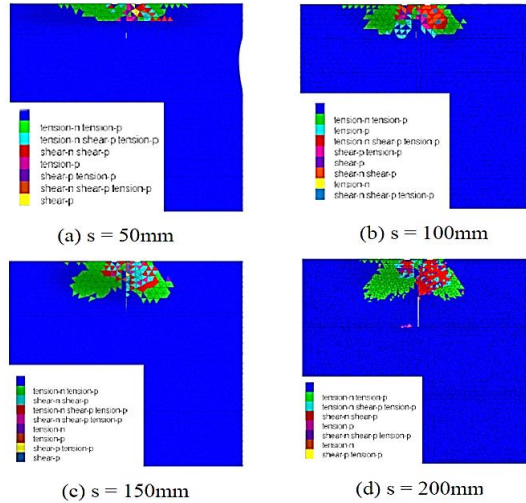 tension-n tension-p
tension-n shear-p tension-p
shear-n shear-p
tension-p
shear-p tension-p
shear-n shear-p tension-p
shear-p
(a) s = 50mm
tension-n tension-p
tension-p
tension-n shear-p tension-p
shear-p tension-p
shear-p
shear-n shear-p
tension-n
shear-n shear-p tension-p
(b) s = 100mm
tension-n tension-p
shear-n shear-p
tension-n shear-p tension-p
shear-n shear-p tension-p
tension-n
tension-p
shear-p tension-p
shear-p
(c) s = 150mm
tension-n tension-p
tension-n shear-p tension-p
shear-n shear-p
tension-p
shear-n shear-p tension-p
tension-n
shear-p tension-p
(d) s = 200mm